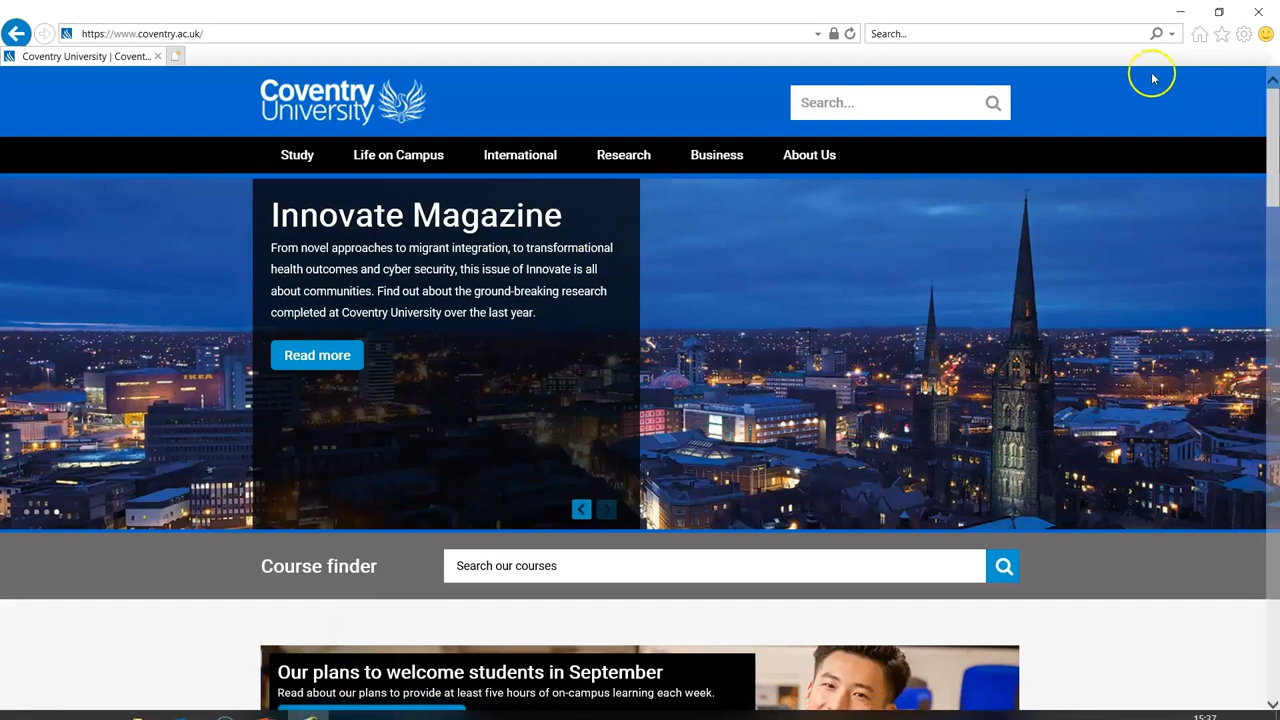 https://www.coventry.ac.uk/
Search...
Coventry University | Covent...
Coventry
University
Search...
Study
Life on Campus
International
Research
Business
About Us
Innovate Magazine
From novel approaches to migrant integration, to transformational
health outcomes and cyber security, this issue of Innovate is all
about communities. Find out about the ground-breaking research
completed at Coventry University over the last year.
Read more
IKEA
Course finder
Search our courses
Our plans to welcome students in September
Read about our plans to provide at least five hours of on-campus learning each week.
15:37